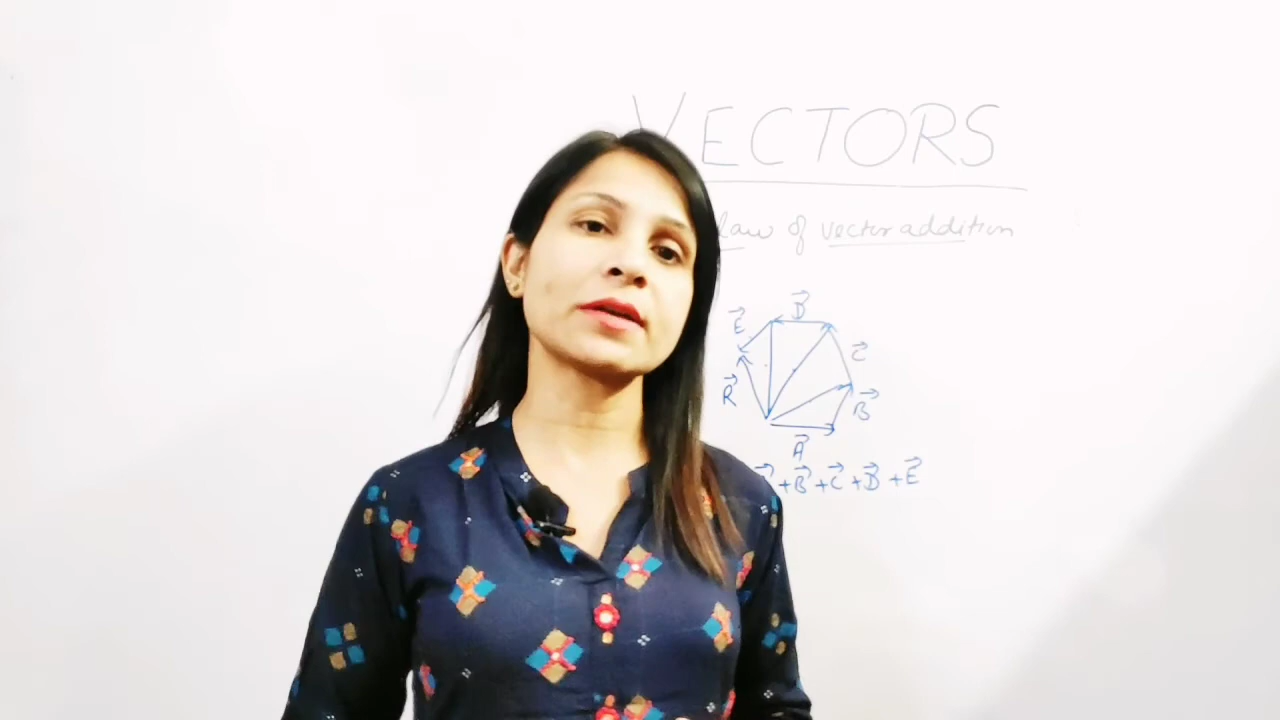 VECTORS
law of vector addition
D⃗
E⃗
C⃗
R⃗
B⃗
A⃗
+B⃗+C⃗+D⃗+E⃗